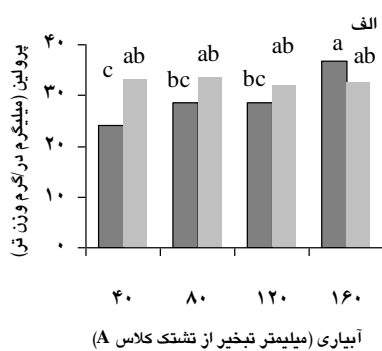 الف
پرولین (میلیگرم در/گرم وزن تر)
۴۰
۳۰
۲۰
۱۰
۰
c ab bc ab bc ab a ab
۴۰ ۸۰ ۱۲۰ ۱۶۰
آبیاری (میلیمتر تبخیر از تشتک کلاس A)